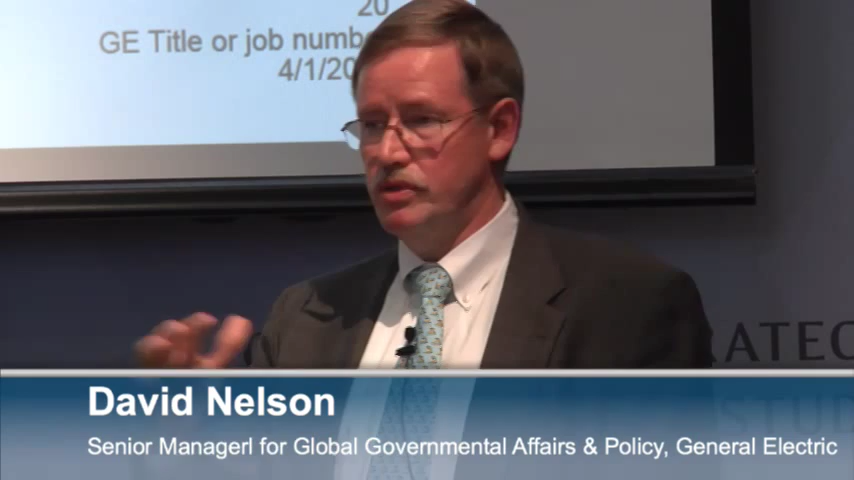 20
GE Title or job numb
4/1/20
RATEG
STUD
David Nelson
Senior Managerl for Global Governmental Affairs & Policy, General Electric